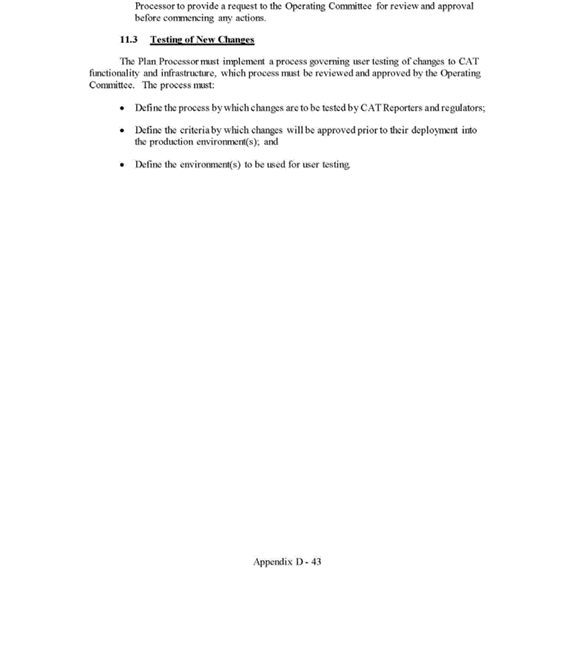 Processor to provide a request to the Operating Committee for review and approval
before commencing any actions.
11.3 Testing of New Changes
The Plan Processor must implement a process governing user testing of changes to CAT
functionality and infrastructure, which process must be reviewed and approved by the Operating
Committee. The process must:
• Define the process by which changes are to be tested by CAT Reporters and regulators;
• Define the criteria by which changes will be approved prior to their deployment into
the production environment(s); and
• Define the environment(s) to be used for user testing.
Appendix D - 43